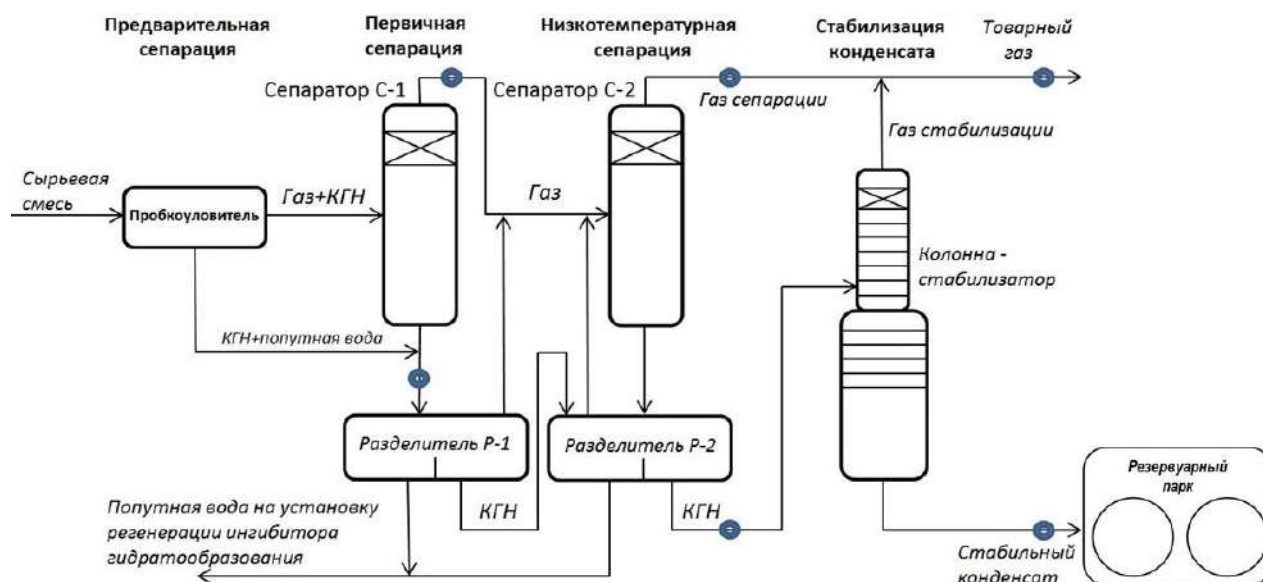 Предварительная
сепарация
Первичная
сепарация
Низкотемпературная
сепарация
Стабилизация
конденсата
Товарный
газ
Сепаратор С-1
Сепаратор С-2
Газ сепарации
Газ стабилизации
Сырьевая
смесь
Пробкоуловитель
Газ+КГН
Газ
Колонна -
стабилизатор
КГН+попутная вода
Разделитель Р-1
Разделитель Р-2
Резервуарный
парк
Попутная вода на установку
регенерации ингибитора
гидратообразования
КГН
КГН
Стабильный
конденсат